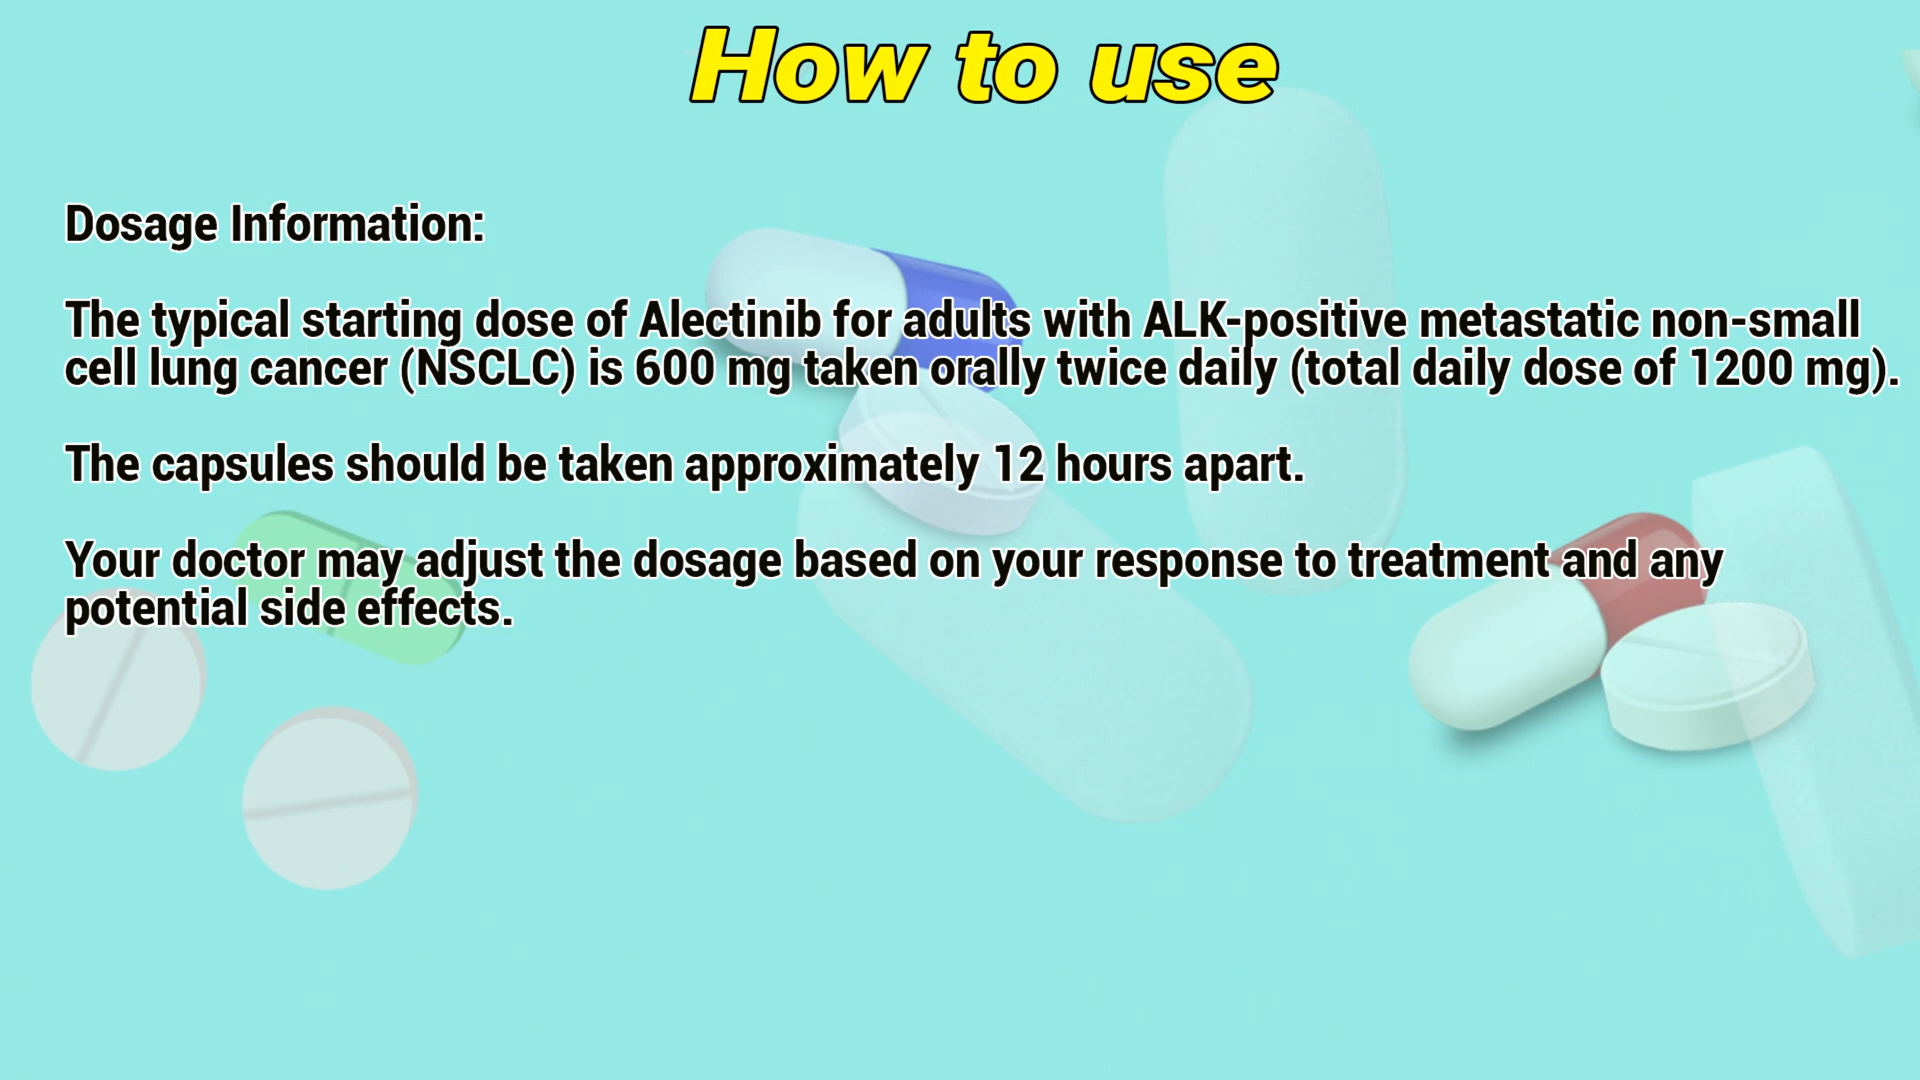 How to use
Dosage Information:
The typical starting dose of Alectinib for adults with ALK-positive metastatic non-small
cell lung cancer (NSCLC) is 600 mg taken orally twice daily (total daily dose of 1200 mg).
The capsules should be taken approximately 12 hours apart.
Your doctor may adjust the dosage based on your response to treatment and any
potential side effects.